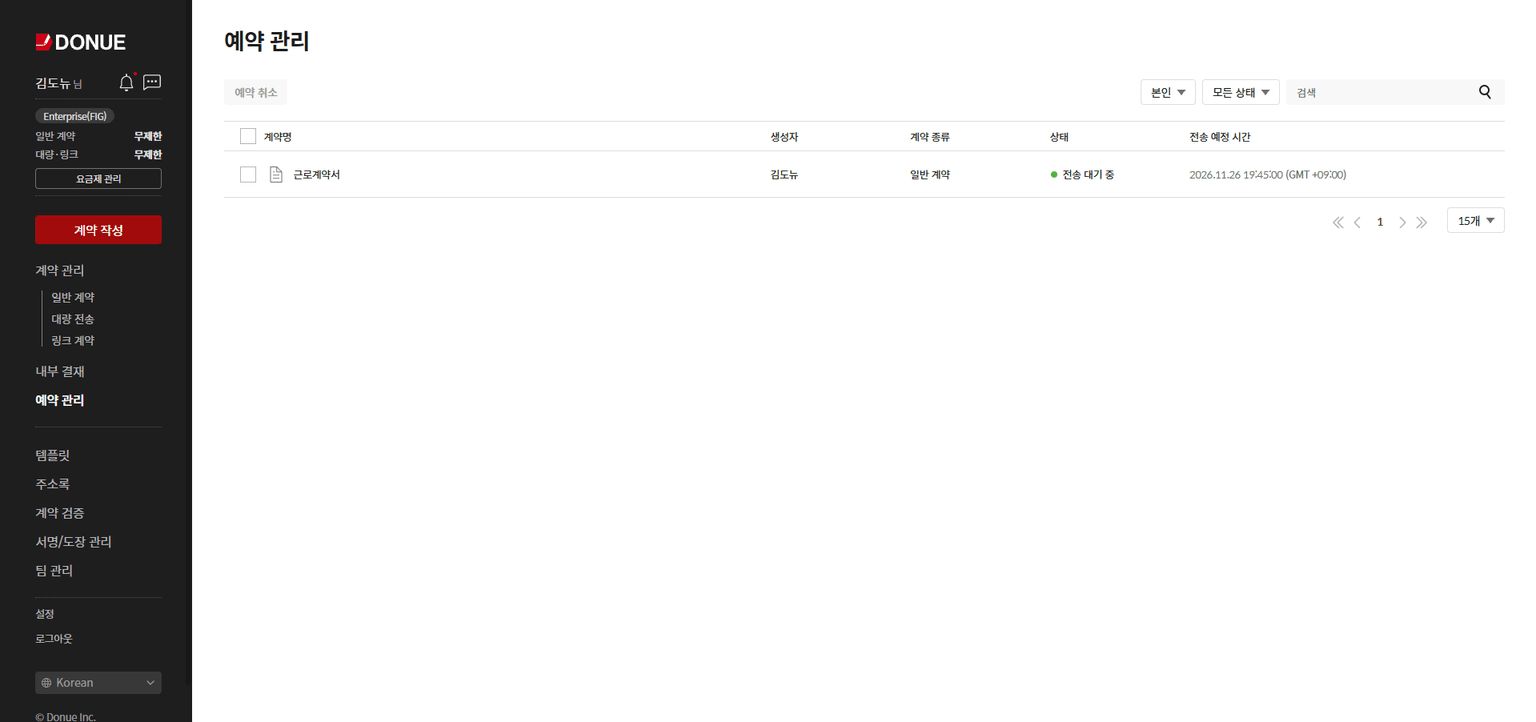 DONUE
김도뉴 님
Enterprise(FIG)
일반 계약 무제한
대량·링크 무제한
요금제 관리
계약 작성
계약 관리
일반 계약
대량 전송
링크 계약
내부 결재
예약 관리
템플릿
주소록
계약 검증
서명/도장 관리
팀 관리
설정
로그아웃
Korean
© Donue Inc.
예약 관리
예약 취소 본인 모든 상태 검색
계약명 생성자 계약 종류 상태 전송 예정 시간
근로계약서 김도뉴 일반 계약 전송 대기 중 2026.11.26 19:45:00 (GMT +09:00)
1 15개